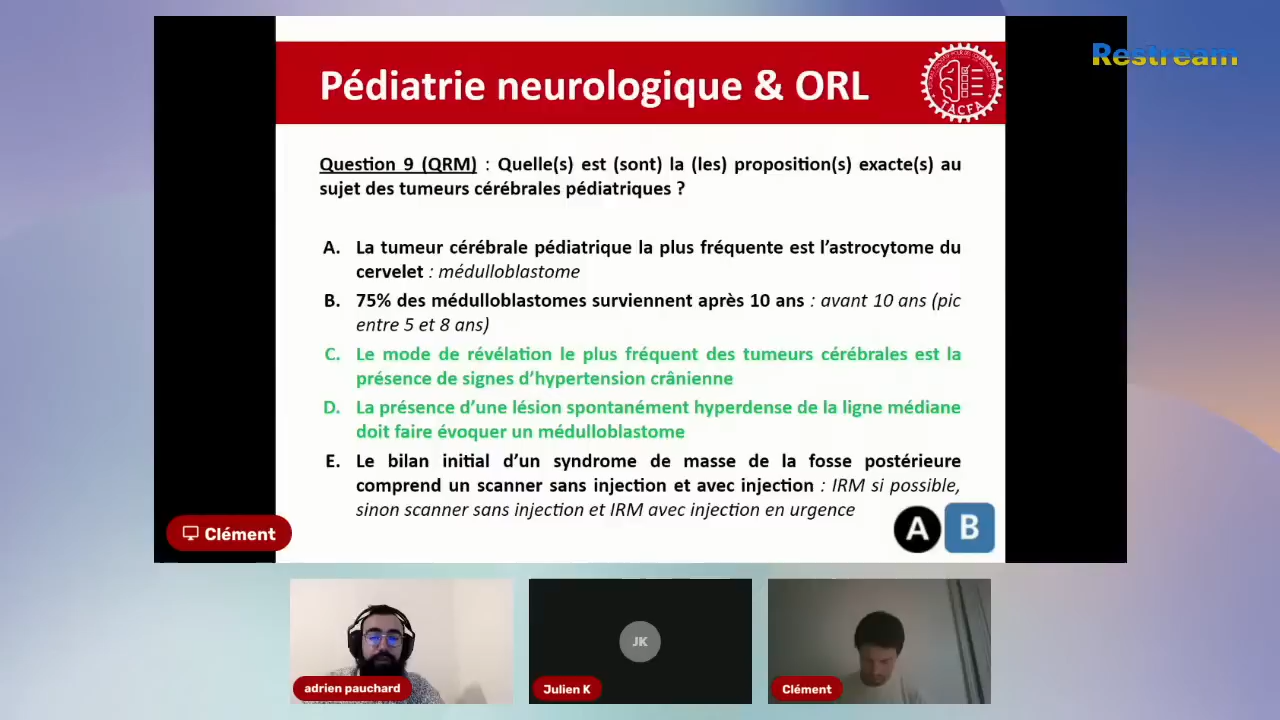 Restream
Pédiatrie neurologique & ORL
TACFA
Question 9 (QRM) : Quelle(s) est (sont) la (les) proposition(s) exacte(s) au
sujet des tumeurs cérébrales pédiatriques ?
A. La tumeur cérébrale pédiatrique la plus fréquente est l’astrocytome du
cervelet : médulloblastome
B. 75% des médulloblastomes surviennent après 10 ans : avant 10 ans (pic
entre 5 et 8 ans)
C. Le mode de révélation le plus fréquent des tumeurs cérébrales est la
présence de signes d’hypertension crânienne
D. La présence d’une lésion spontanément hyperdense de la ligne médiane
doit faire évoquer un médulloblastome
E. Le bilan initial d’un syndrome de masse de la fosse postérieure
comprend un scanner sans injection et avec injection : IRM si possible,
sinon scanner sans injection et IRM avec injection en urgence
A B
Clément
JK
adrien pauchard
Julien K
Clément